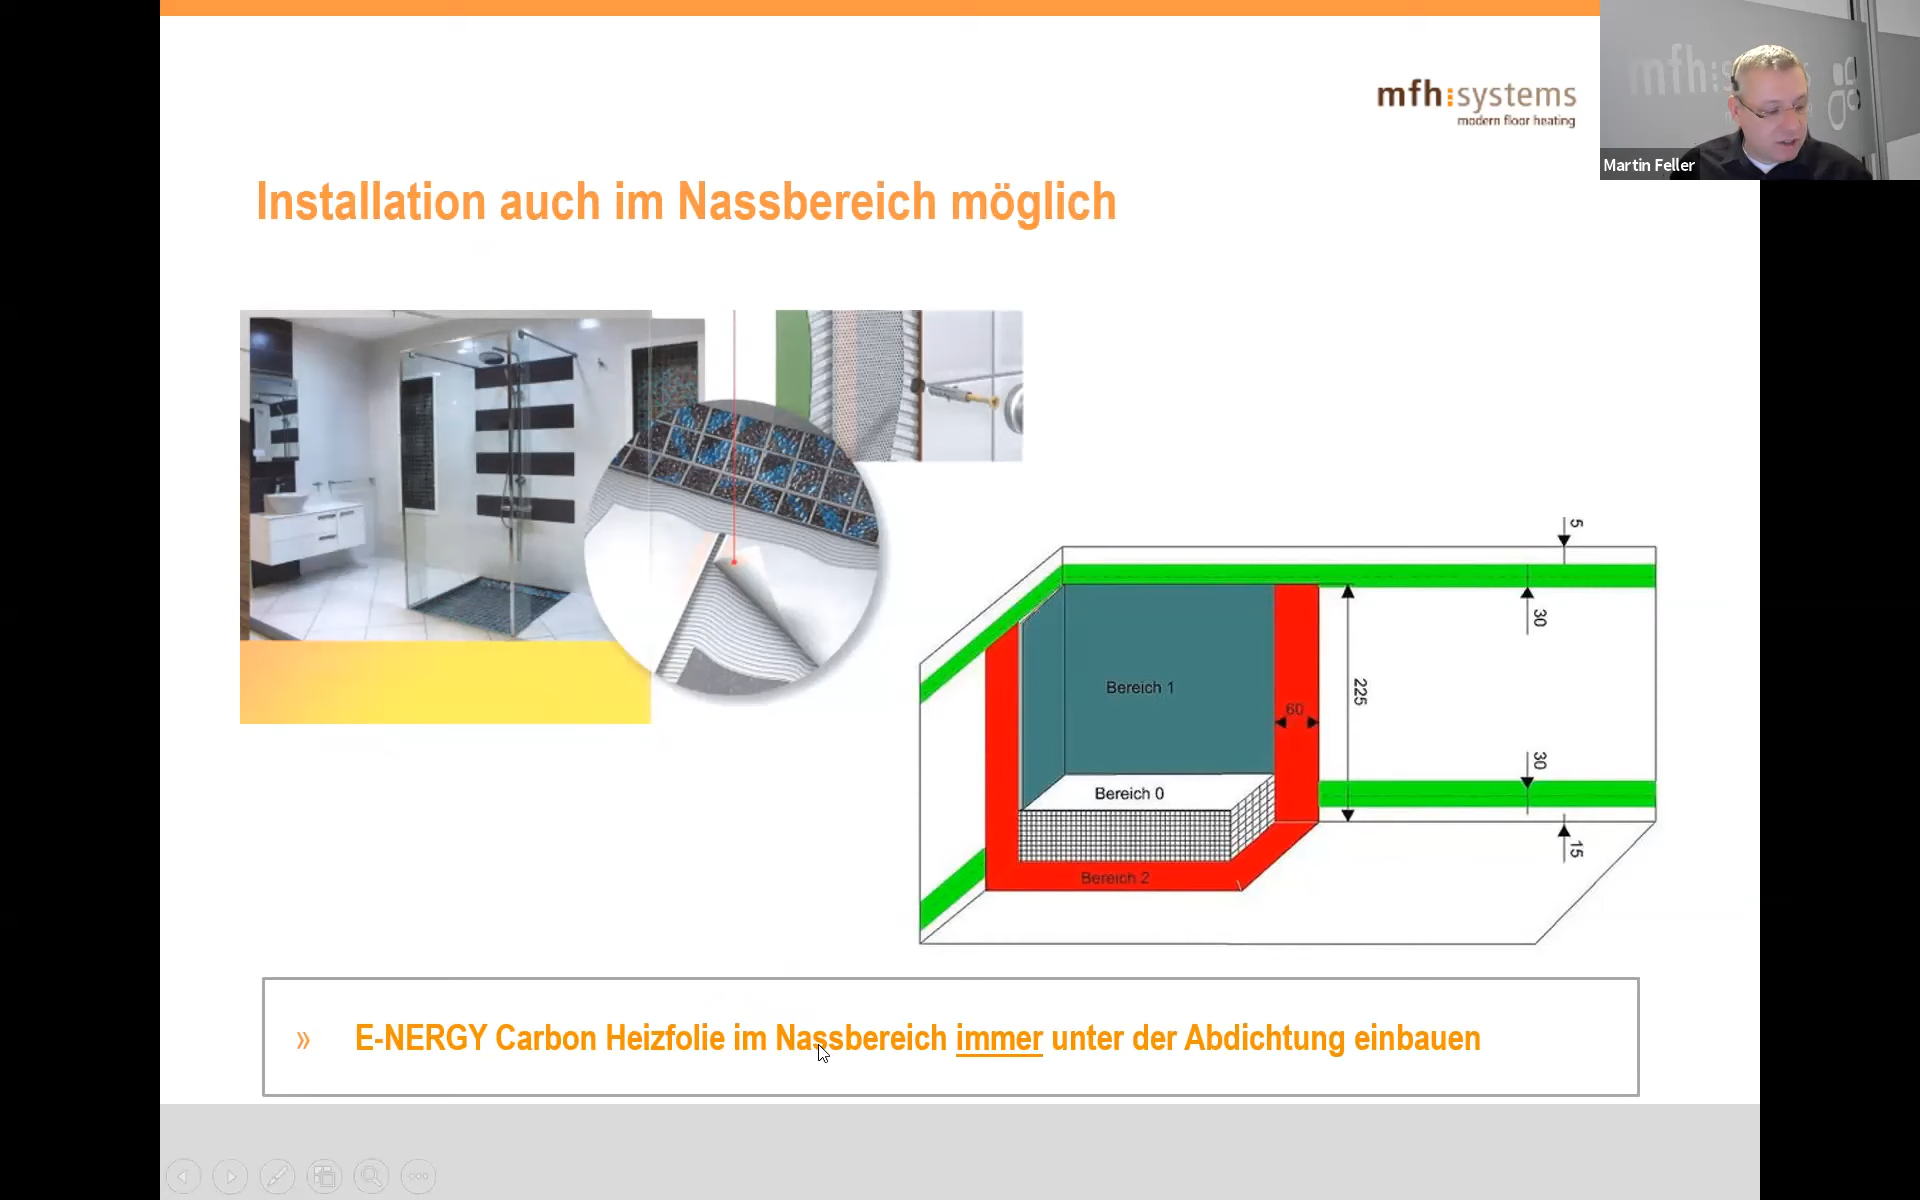 mfh:systems
modern floor heating
Martin Feller
Installation auch im Nassbereich möglich
5
30
Bereich 1
225
60
30
Bereich 0
15
Bereich 2
» E-NERGY Carbon Heizfolie im Nassbereich immer unter der Abdichtung einbauen